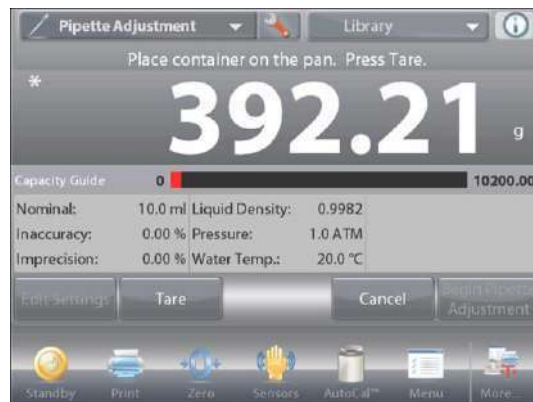 Pipette Adjustment
Library
Place container on the pan. Press Tare.
*
392.21 g
Capacity Guide 0 10200.00
Nominal: 10.0 ml Liquid Density: 0.9982
Inaccuracy: 0.00 % Pressure: 1.0 ATM
Imprecision: 0.00 % Water Temp.: 20.0 °C
Edit Settings
Tare
Cancel
Begin Pipette
Adjustment
Standby
Print
Zero
Sensors
AutoCal™
Menu
More...